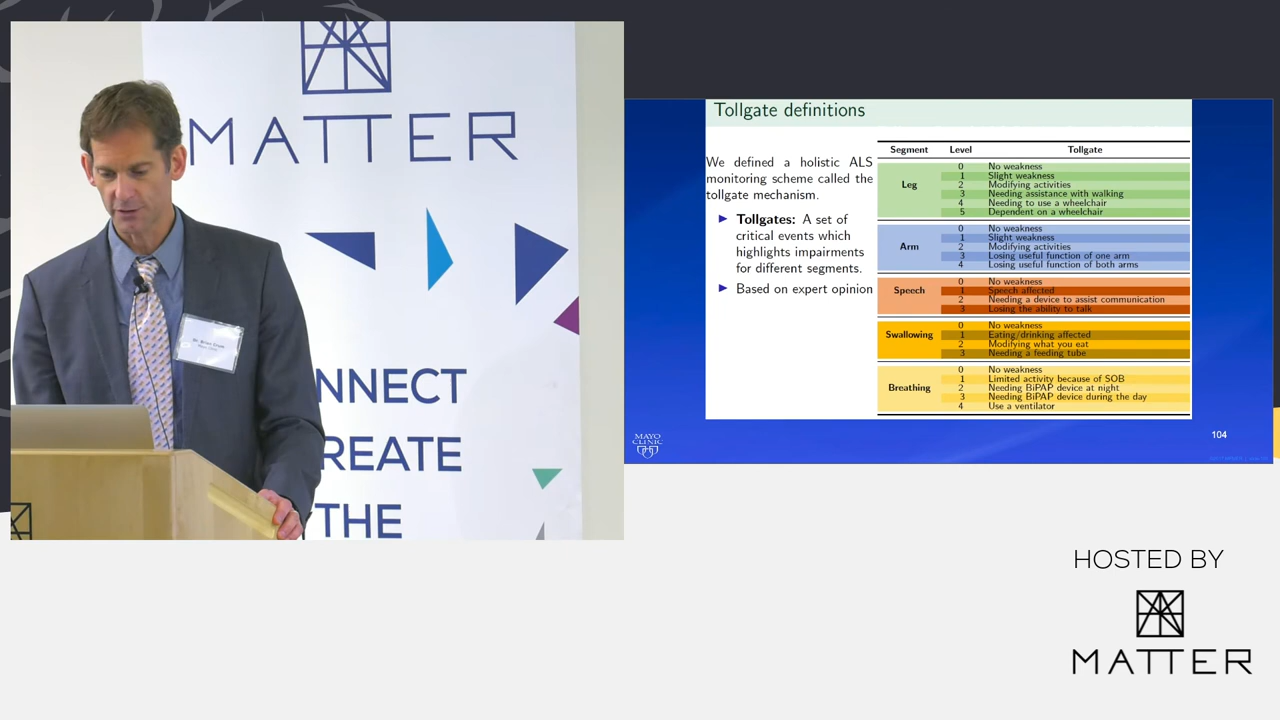 MATTER
NNECT
REATE
THE
Tollgate definitions
We defined a holistic ALS
monitoring scheme called the
tollgate mechanism.
Tollgates: A set of
critical events which
highlights impairments
for different segments.
Based on expert opinion
Segment Level Tollgate
Leg
0 No weakness
1 Slight weakness
2 Modifying activities
3 Needing assistance with walking
4 Needing to use a wheelchair
5 Dependent on a wheelchair
Arm
0 No weakness
1 Slight weakness
2 Modifying activities
3 Losing useful function of one arm
4 Losing useful function of both arms
Speech
0 No weakness
1 Speech affected
2 Needing a device to assist communication
3 Losing the ability to talk
Swallowing
0 No weakness
1 Eating/drinking affected
2 Modifying what you eat
3 Needing a feeding tube
Breathing
0 No weakness
1 Limited activity because of SOB
2 Needing BiPAP device at night
3 Needing BiPAP device during the day
4 Use a ventilator
MAYO
CLINIC
104
HOSTED BY
MATTER